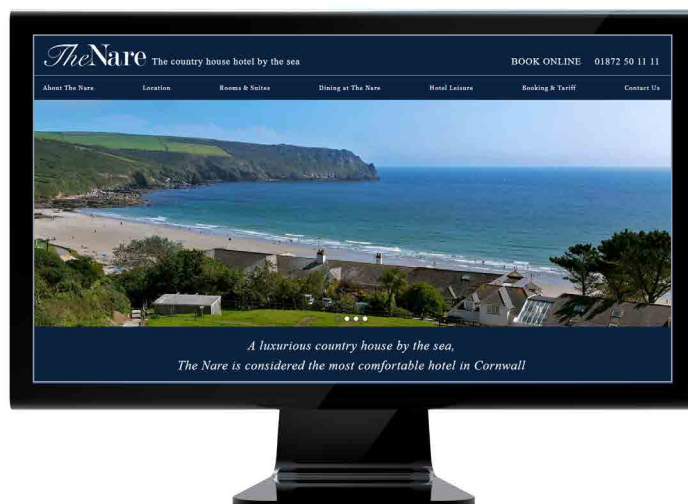 TheNare The country house hotel by the sea
BOOK ONLINE 01872 50 11 11
About The Nare Location Rooms & Suites Dining at The Nare Hotel Leisure Booking & Tariff Contact Us
A luxurious country house by the sea,
The Nare is considered the most comfortable hotel in Cornwall